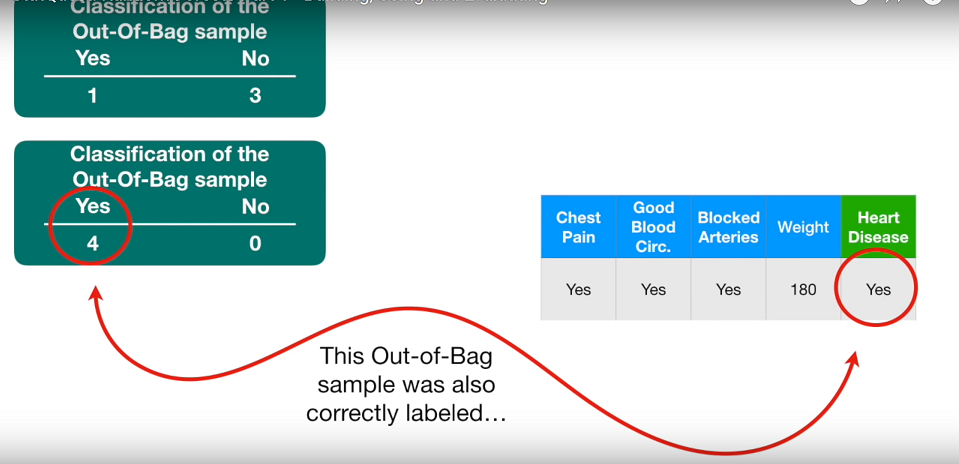 Classification of the
Out-Of-Bag sample
Yes No
1 3
Classification of the
Out-Of-Bag sample
Yes No
4 0
Chest Pain Good Blood Circ. Blocked Arteries Weight Heart Disease
Yes Yes Yes 180 Yes
This Out-of-Bag
sample was also
correctly labeled…